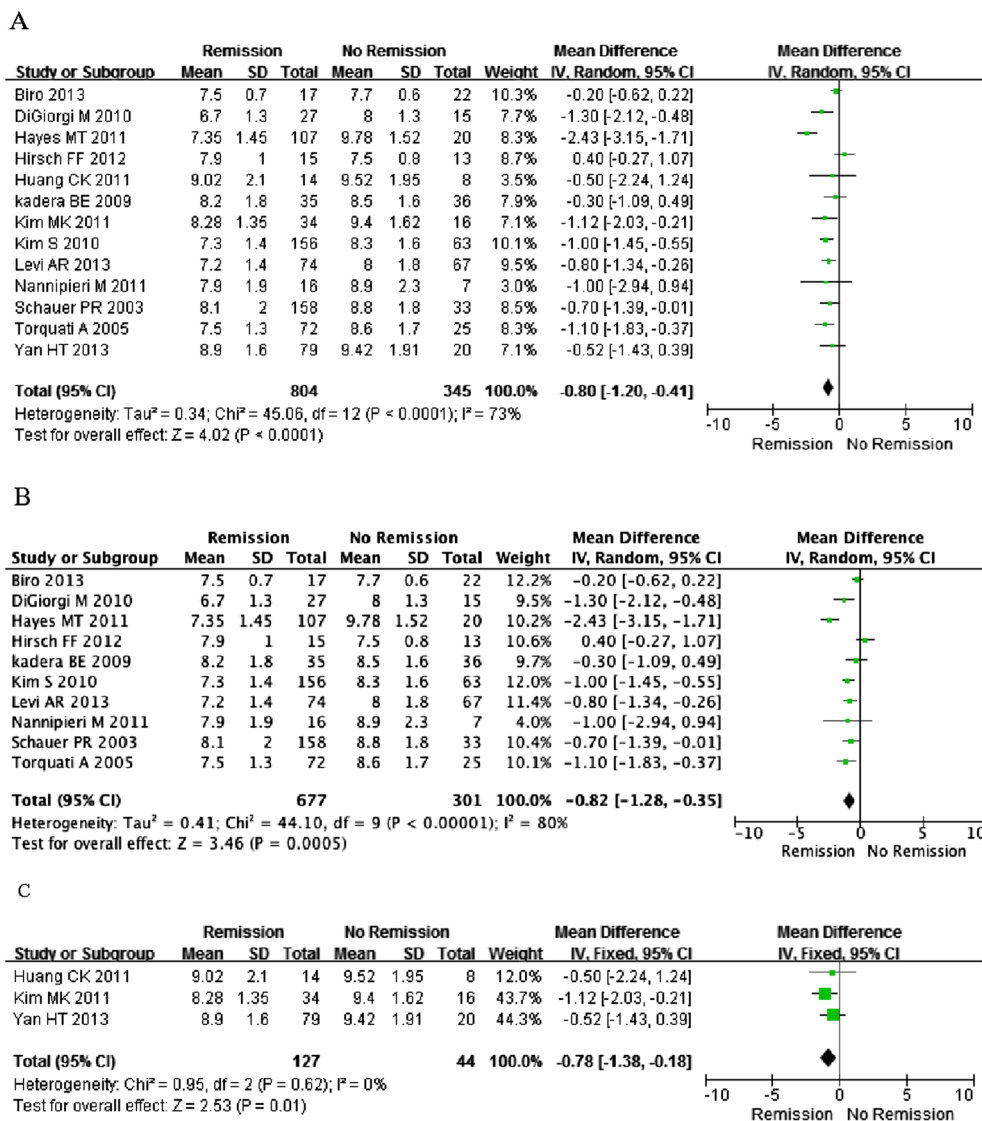 A
Remission No Remission Mean Difference Mean Difference
Study or Subgroup Mean SD Total Mean SD Total Weight IV, Random, 95% CI IV, Random, 95% CI
Biro 2013 7.5 0.7 17 7.7 0.6 22 10.3% -0.20 [-0.62, 0.22]
DiGiorgi M 2010 6.7 1.3 27 8 1.3 15 7.7% -1.30 [-2.12, -0.48]
Hayes MT 2011 7.35 1.45 107 9.78 1.52 20 8.3% -2.43 [-3.15, -1.71]
Hirsch FF 2012 7.9 1 15 7.5 0.8 13 8.7% 0.40 [-0.27, 1.07]
Huang CK 2011 9.02 2.1 14 9.52 1.95 8 3.5% -0.50 [-2.24, 1.24]
kadera BE 2009 8.2 1.8 35 8.5 1.6 36 7.9% -0.30 [-1.09, 0.49]
Kim MK 2011 8.28 1.35 34 9.4 1.62 16 7.1% -1.12 [-2.03, -0.21]
Kim S 2010 7.3 1.4 156 8.3 1.6 63 10.1% -1.00 [-1.45, -0.55]
Levi AR 2013 7.2 1.4 74 8 1.8 67 9.5% -0.80 [-1.34, -0.26]
Nannipieri M 2011 7.9 1.9 16 8.9 2.3 7 3.0% -1.00 [-2.94, 0.94]
Schauer PR 2003 8.1 2 158 8.8 1.8 33 8.5% -0.70 [-1.39, -0.01]
Torquati A 2005 7.5 1.3 72 8.6 1.7 25 8.3% -1.10 [-1.83, -0.37]
Yan HT 2013 8.9 1.6 79 9.42 1.91 20 7.1% -0.52 [-1.43, 0.39]
Total (95% CI) 804 345 100.0% -0.80 [-1.20, -0.41]
Heterogeneity: Tau² = 0.34; Chi² = 45.06, df = 12 (P < 0.0001); I² = 73%
Test for overall effect: Z = 4.02 (P < 0.0001)
-10 -5 0 5 10
Remission No Remission
B
Remission No Remission Mean Difference Mean Difference
Study or Subgroup Mean SD Total Mean SD Total Weight IV, Random, 95% CI IV, Random, 95% CI
Biro 2013 7.5 0.7 17 7.7 0.6 22 12.2% -0.20 [-0.62, 0.22]
DiGiorgi M 2010 6.7 1.3 27 8 1.3 15 9.5% -1.30 [-2.12, -0.48]
Hayes MT 2011 7.35 1.45 107 9.78 1.52 20 10.2% -2.43 [-3.15, -1.71]
Hirsch FF 2012 7.9 1 15 7.5 0.8 13 10.6% 0.40 [-0.27, 1.07]
kadera BE 2009 8.2 1.8 35 8.5 1.6 36 9.7% -0.30 [-1.09, 0.49]
Kim S 2010 7.3 1.4 156 8.3 1.6 63 12.0% -1.00 [-1.45, -0.55]
Levi AR 2013 7.2 1.4 74 8 1.8 67 11.4% -0.80 [-1.34, -0.26]
Nannipieri M 2011 7.9 1.9 16 8.9 2.3 7 4.0% -1.00 [-2.94, 0.94]
Schauer PR 2003 8.1 2 158 8.8 1.8 33 10.4% -0.70 [-1.39, -0.01]
Torquati A 2005 7.5 1.3 72 8.6 1.7 25 10.1% -1.10 [-1.83, -0.37]
Total (95% CI) 677 301 100.0% -0.82 [-1.28, -0.35]
Heterogeneity: Tau² = 0.41; Chi² = 44.10, df = 9 (P < 0.00001); I² = 80%
Test for overall effect: Z = 3.46 (P = 0.0005)
-10 -5 0 5 10
Remission No Remission
C
Remission No Remission Mean Difference Mean Difference
Study or Subgroup Mean SD Total Mean SD Total Weight IV, Fixed, 95% CI IV, Fixed, 95% CI
Huang CK 2011 9.02 2.1 14 9.52 1.95 8 12.0% -0.50 [-2.24, 1.24]
Kim MK 2011 8.28 1.35 34 9.4 1.62 16 43.7% -1.12 [-2.03, -0.21]
Yan HT 2013 8.9 1.6 79 9.42 1.91 20 44.3% -0.52 [-1.43, 0.39]
Total (95% CI) 127 44 100.0% -0.78 [-1.38, -0.18]
Heterogeneity: Chi² = 0.95, df = 2 (P = 0.62); I² = 0%
Test for overall effect: Z = 2.53 (P = 0.01)
-10 -5 0 5 10
Remission No Remission